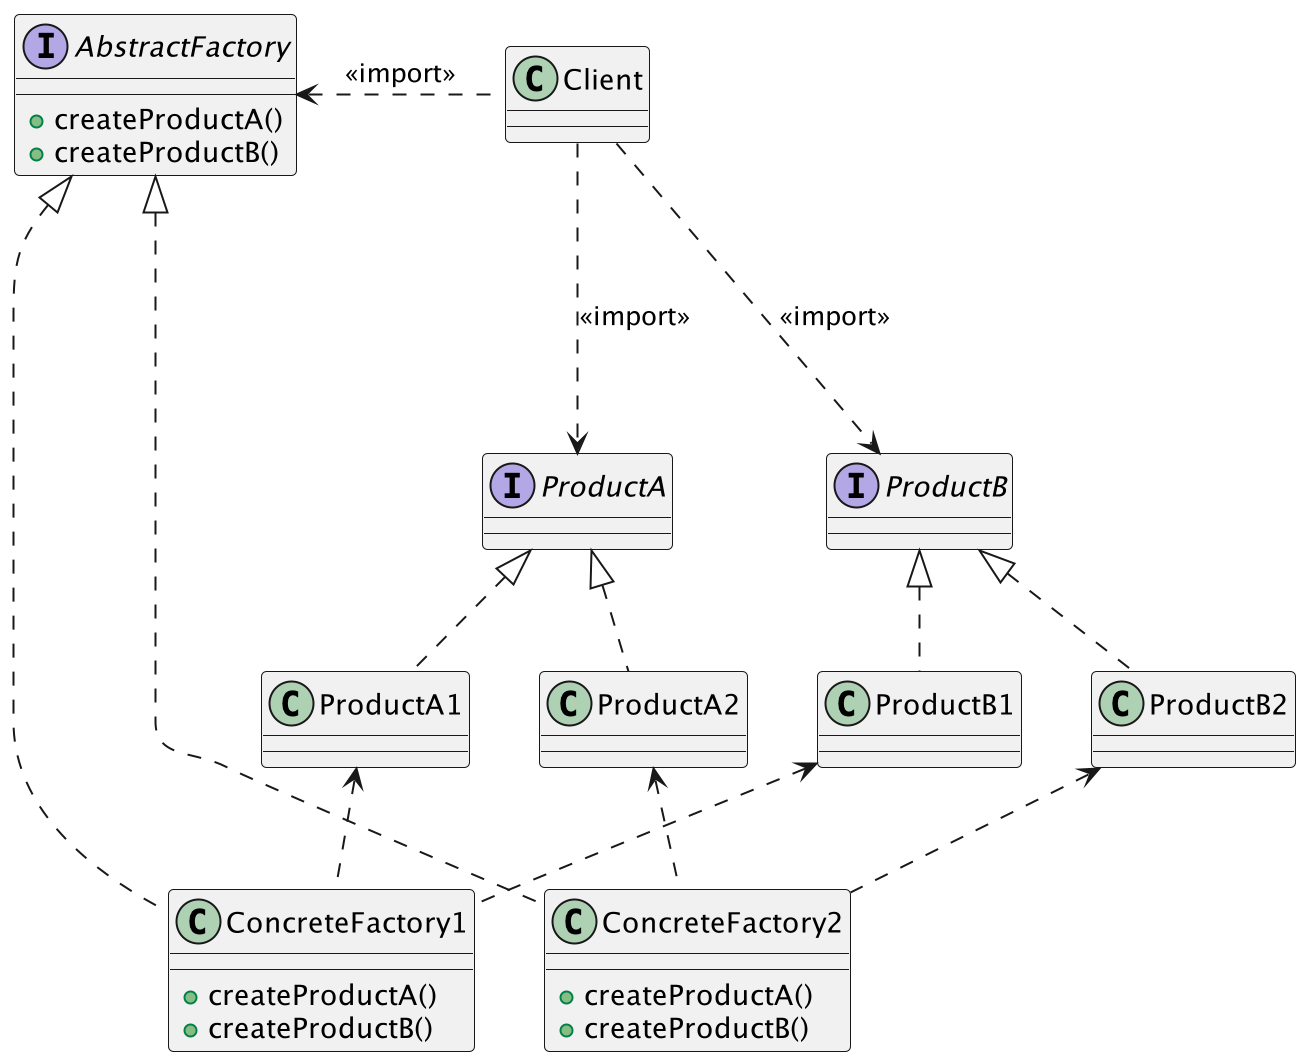 I AbstractFactory
createProductA()
createProductB()
«import»
C Client
«import»
«import»
I ProductA
I ProductB
C ProductA1
C ProductA2
C ProductB1
C ProductB2
C ConcreteFactory1
createProductA()
createProductB()
C ConcreteFactory2
createProductA()
createProductB()